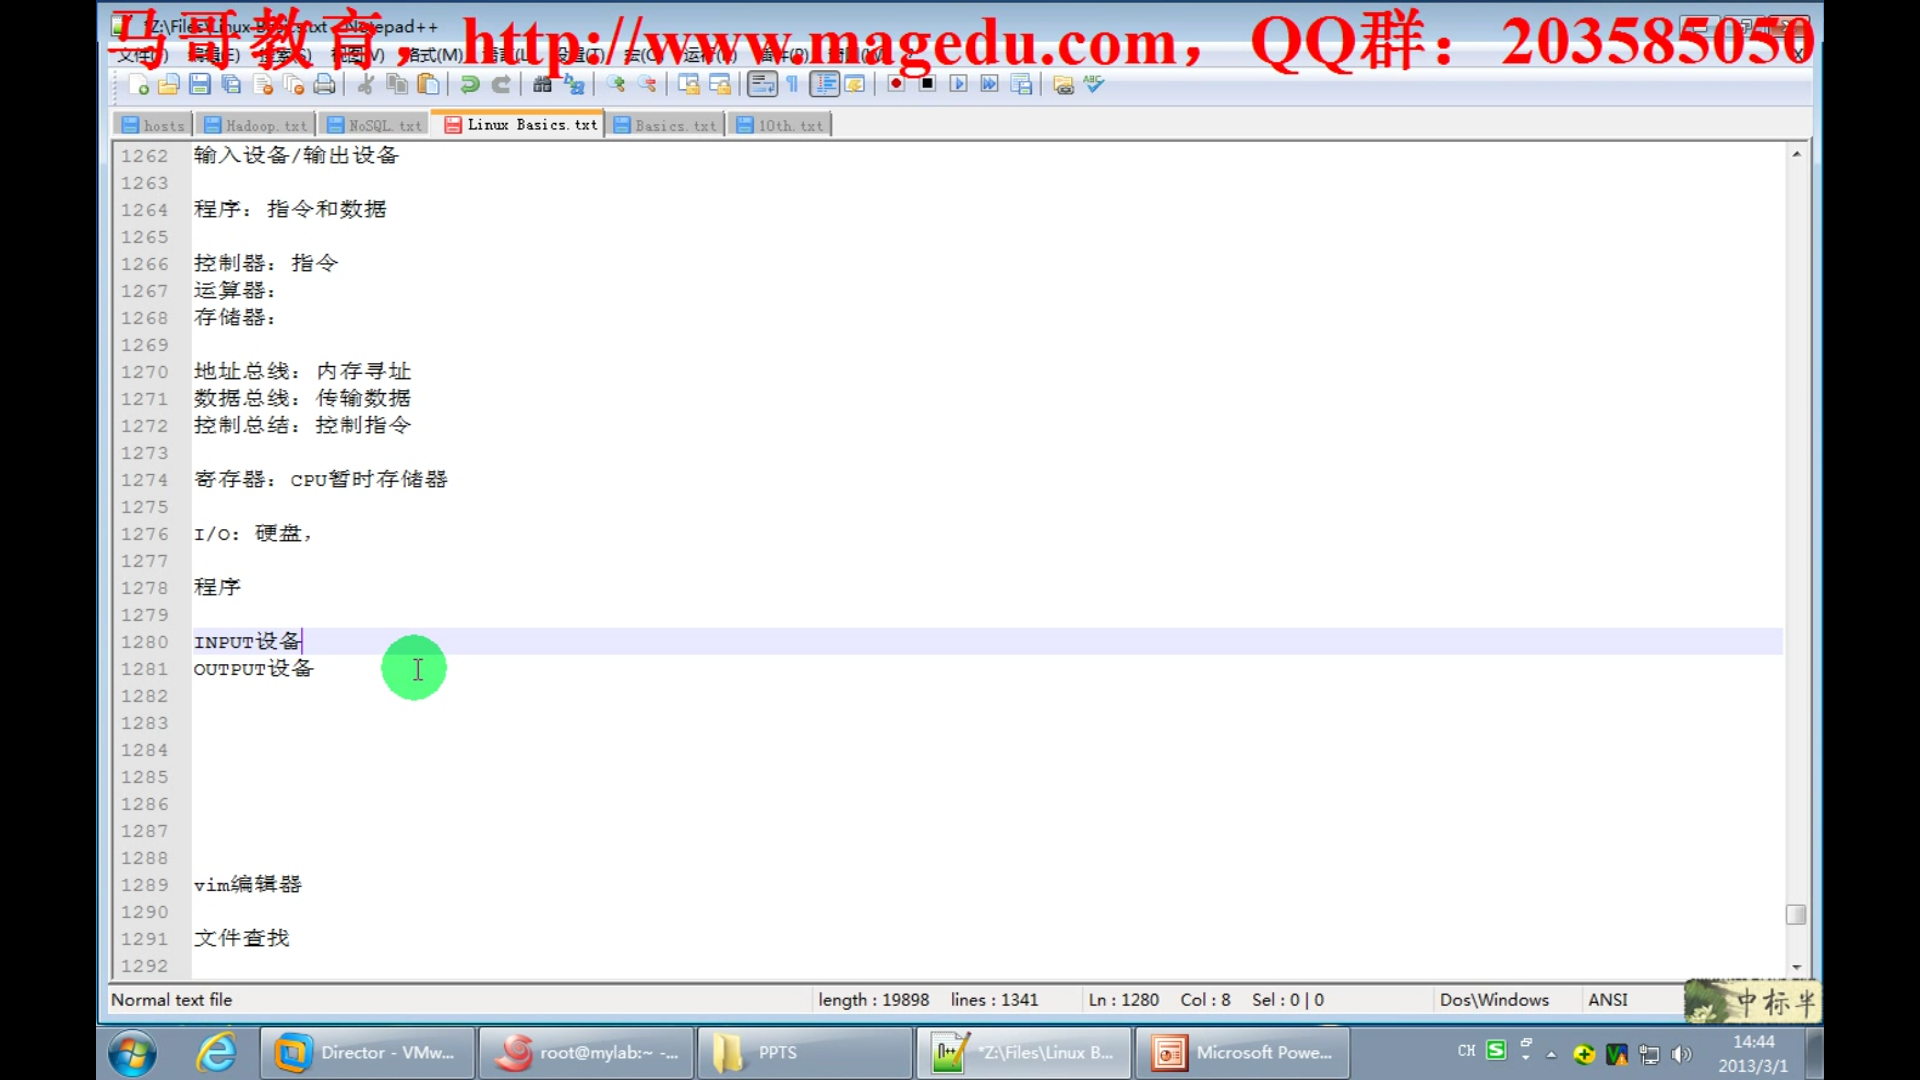 马哥教育，http://www.magedu.com，QQ群：203585050
*Z:\Files\Linux Basics.txt - Notepad++
hosts
Hadoop.txt
NoSQL.txt
Linux Basics.txt
Basics.txt
10th.txt
1262 输入设备/输出设备
1263
1264 程序：指令和数据
1265
1266 控制器：指令
1267 运算器：
1268 存储器：
1269
1270 地址总线：内存寻址
1271 数据总线：传输数据
1272 控制总结：控制指令
1273
1274 寄存器：CPU暂时存储器
1275
1276 I/O：硬盘，
1277
1278 程序
1279
1280 INPUT设备
1281 OUTPUT设备
1282
1283
1284
1285
1286
1287
1288
1289 vim编辑器
1290
1291 文件查找
1292
Normal text file length : 19898 lines : 1341 Ln : 1280 Col : 8 Sel : 0 | 0 Dos\Windows ANSI
中标半
Director - VMw...
root@mylab:~ -...
PPTS
*Z:\Files\Linux B...
Microsoft Powe...
CH
14:44
2013/3/1